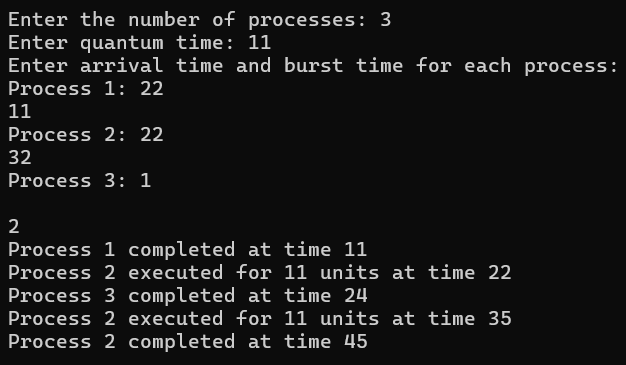 Enter the number of processes: 3
Enter quantum time: 11
Enter arrival time and burst time for each process:
Process 1: 22
11
Process 2: 22
32
Process 3: 1
2
Process 1 completed at time 11
Process 2 executed for 11 units at time 22
Process 3 completed at time 24
Process 2 executed for 11 units at time 35
Process 2 completed at time 45